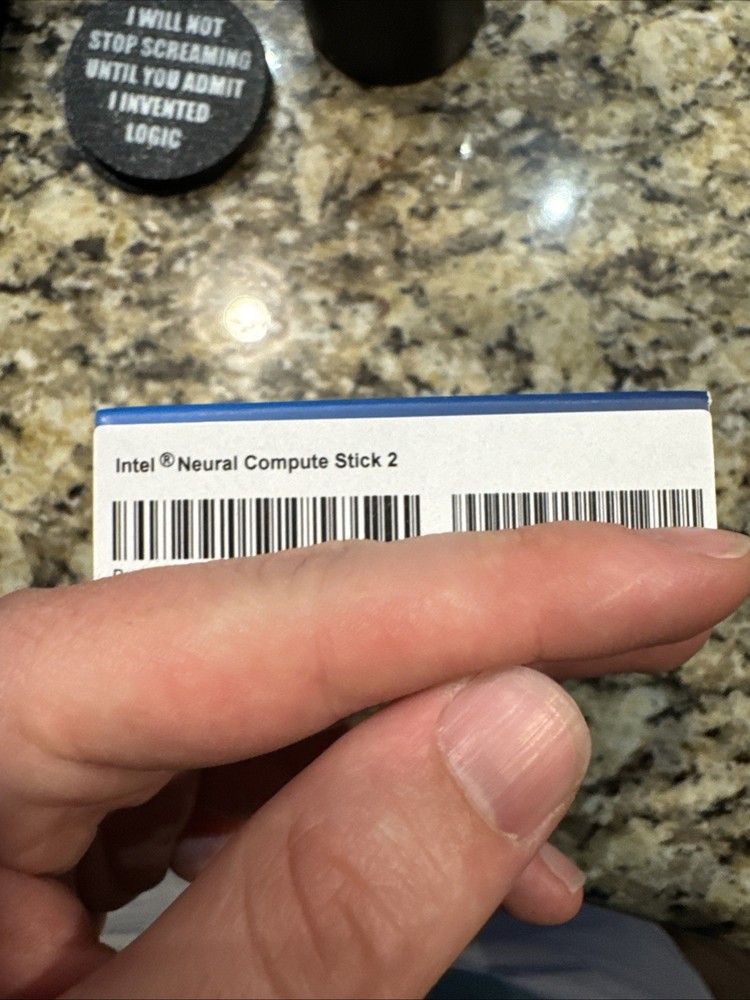 I WILL NOT
STOP SCREAMING
UNTIL YOU ADMIT
I INVENTED
LOGIC
Intel® Neural Compute Stick 2